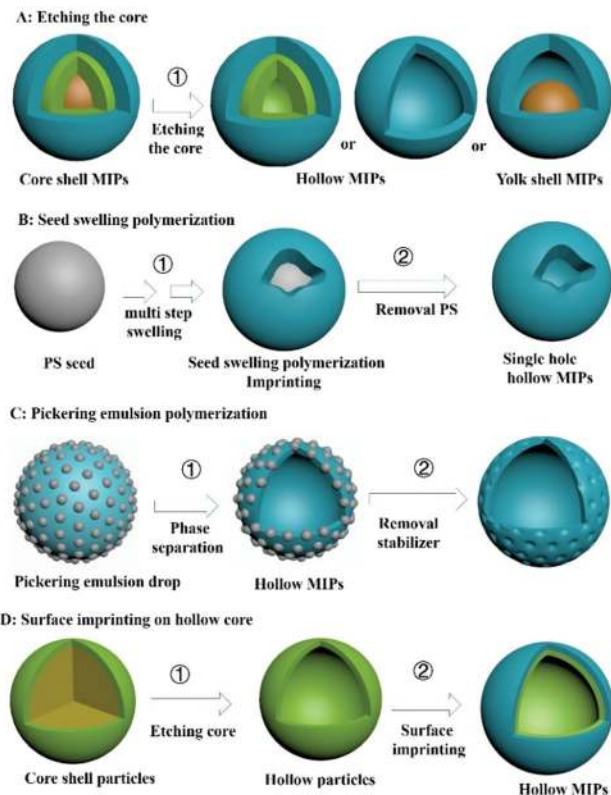 A: Etching the core
①
Etching
the core
or
or
Core shell MIPs
Hollow MIPs
Yolk shell MIPs
B: Seed swelling polymerization
①
②
multi step
swelling
Removal PS
PS seed
Seed swelling polymerization
Imprinting
Single hole
hollow MIPs
C: Pickering emulsion polymerization
①
②
Phase
separation
Removal
stabilizer
Pickering emulsion drop
Hollow MIPs
D: Surface imprinting on hollow core
①
②
Etching core
Surface
imprinting
Core shell particles
Hollow particles
Hollow MIPs